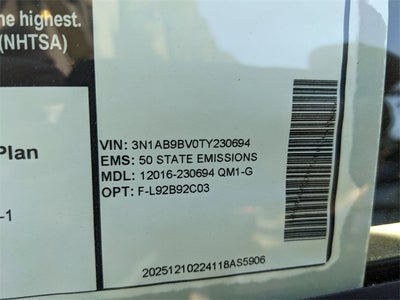 he highest.
(NHTSA)
Plan
-1
VIN: 3N1AB9BV0TY230694
EMS: 50 STATE EMISSIONS
MDL: 12016-230694 QM1-G
OPT: F-L92B92C03
20251210224118AS5906